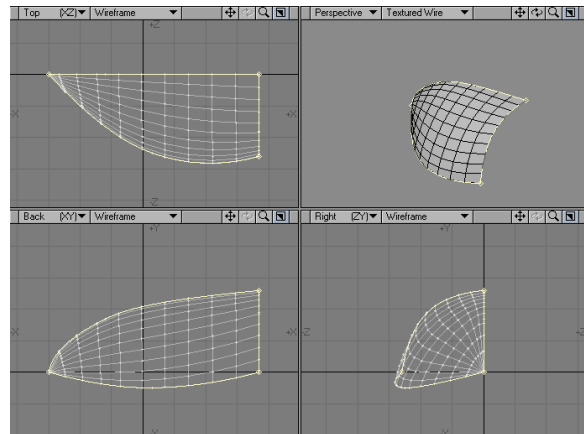 Top (XZ) Wireframe
Perspective Textured Wire
+Z
-X
+X
-Z
Back (XY) Wireframe
Right (ZY) Wireframe
+Y
+Y
-X
+X
-Z
-Y
-Y